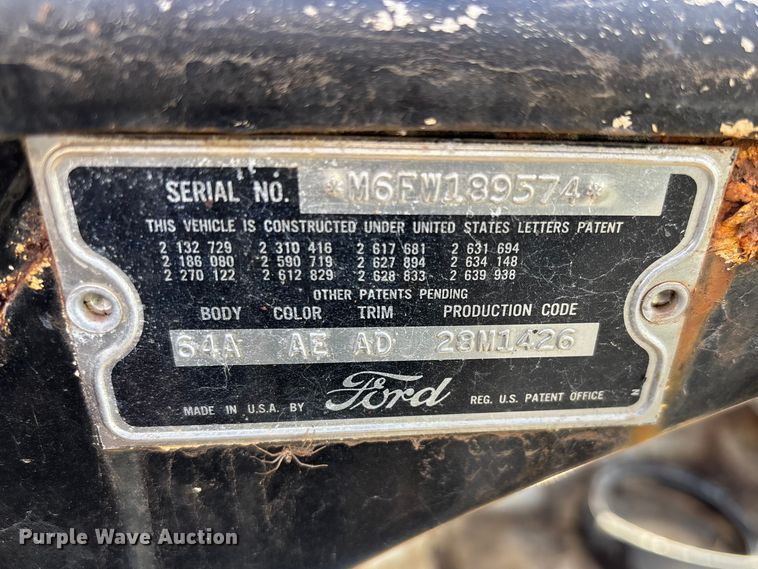 SERIAL NO. *M6FW189574*
THIS VEHICLE IS CONSTRUCTED UNDER UNITED STATES LETTERS PATENT
2 132 729 2 310 416 2 617 681 2 631 694
2 186 080 2 590 719 2 627 894 2 634 148
2 270 122 2 612 829 2 628 633 2 639 938
OTHER PATENTS PENDING
BODY COLOR TRIM PRODUCTION CODE
64A AE AD 28M1426
MADE IN U.S.A. BY Ford REG. U.S. PATENT OFFICE N
Purple Wave Auction